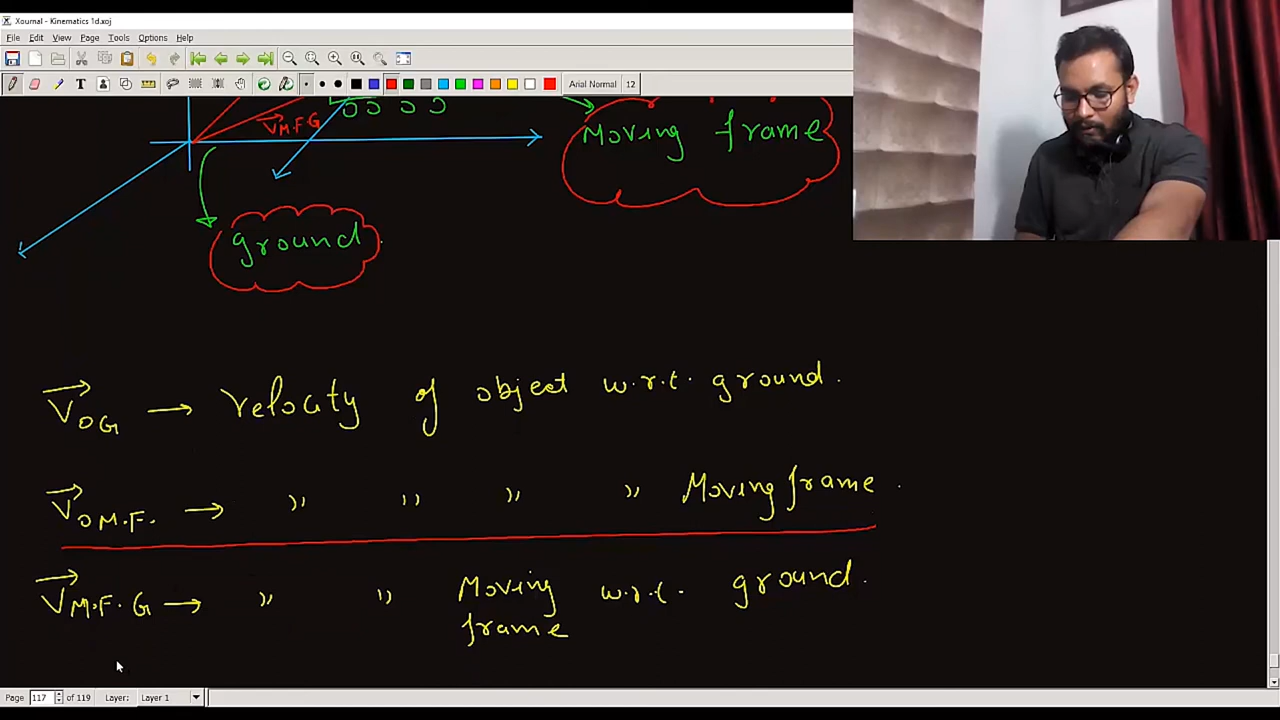 Xournal - Kinematics 1d.xoj
File Edit View Page Tools Options Help
Arial Normal 12
V M.F.G
Moving frame
ground
V OG → Velocity of object w.r.t. ground.
V O M.F. → " " " " Moving frame.
V M.F.G → " " Moving frame w.r.t. ground.
Page 117 of 119 Layer: Layer 1